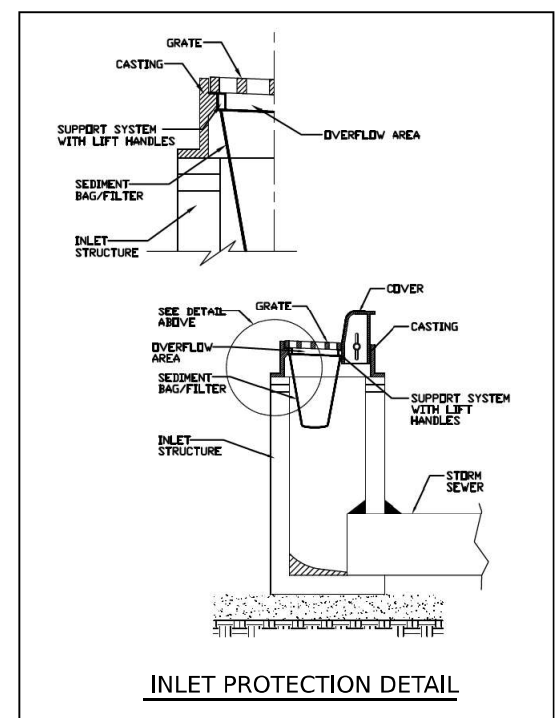 GRATE
CASTING
SUPPORT SYSTEM
WITH LIFT HANDLES
OVERFLOW AREA
SEDIMENT
BAG/FILTER
INLET
STRUCTURE
SEE DETAIL
ABOVE
GRATE
COVER
CASTING
OVERFLOW
AREA
SEDIMENT
BAG/FILTER
SUPPORT SYSTEM
WITH LIFT
HANDLES
INLET
STRUCTURE
STORM
SEWER
INLET PROTECTION DETAIL